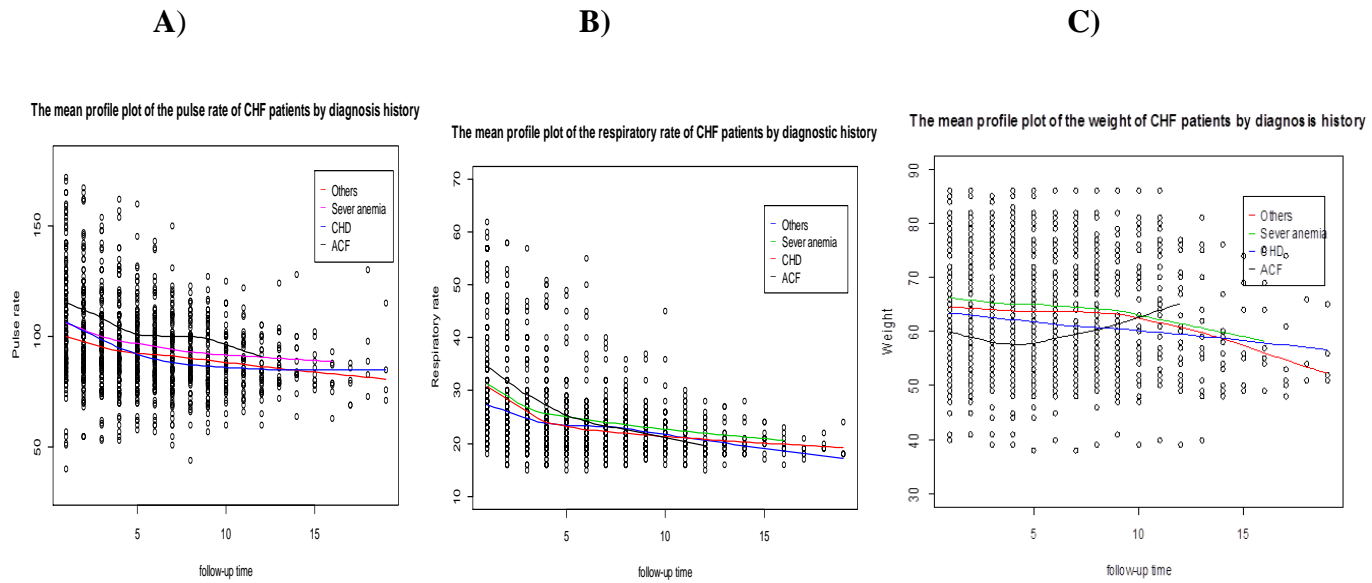 A)
B)
C)
The mean profile plot of the pulse rate of CHF patients by diagnosis history
Pulse rate
150
100
50
Others
Sever anemia
CHD
ACF
5
10
15
follow-up time
The mean profile plot of the respiratory rate of CHF patients by diagnostic history
Respiratory rate
70
60
50
40
30
20
10
Others
Sever anemia
CHD
ACF
5
10
15
follow-up time
The mean profile plot of the weight of CHF patients by diagnosis history
Weight
90
80
70
60
50
40
30
Others
Sever anemia
CHD
ACF
5
10
15
follow-up time